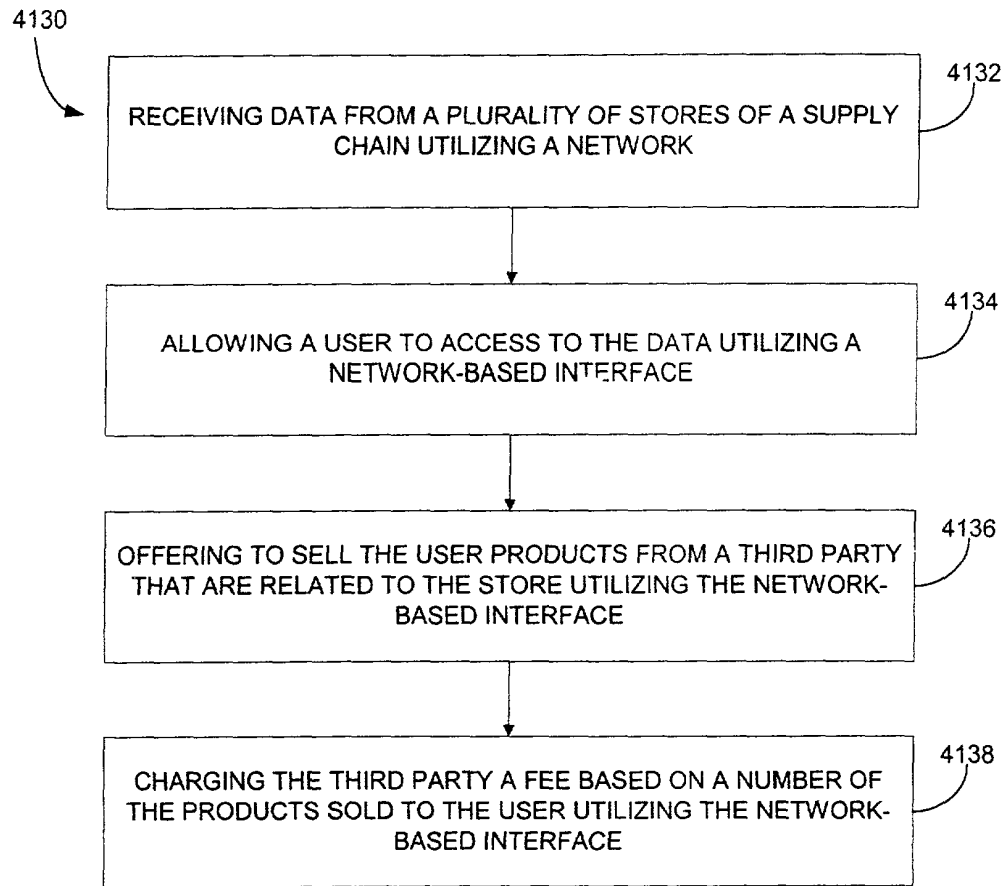 4130
4132
RECEIVING DATA FROM A PLURALITY OF STORES OF A SUPPLY
CHAIN UTILIZING A NETWORK
4134
ALLOWING A USER TO ACCESS TO THE DATA UTILIZING A
NETWORK-BASED INTERFACE
4136
OFFERING TO SELL THE USER PRODUCTS FROM A THIRD PARTY
THAT ARE RELATED TO THE STORE UTILIZING THE NETWORK-
BASED INTERFACE
4138
CHARGING THE THIRD PARTY A FEE BASED ON A NUMBER OF
THE PRODUCTS SOLD TO THE USER UTILIZING THE NETWORK-
BASED INTERFACE